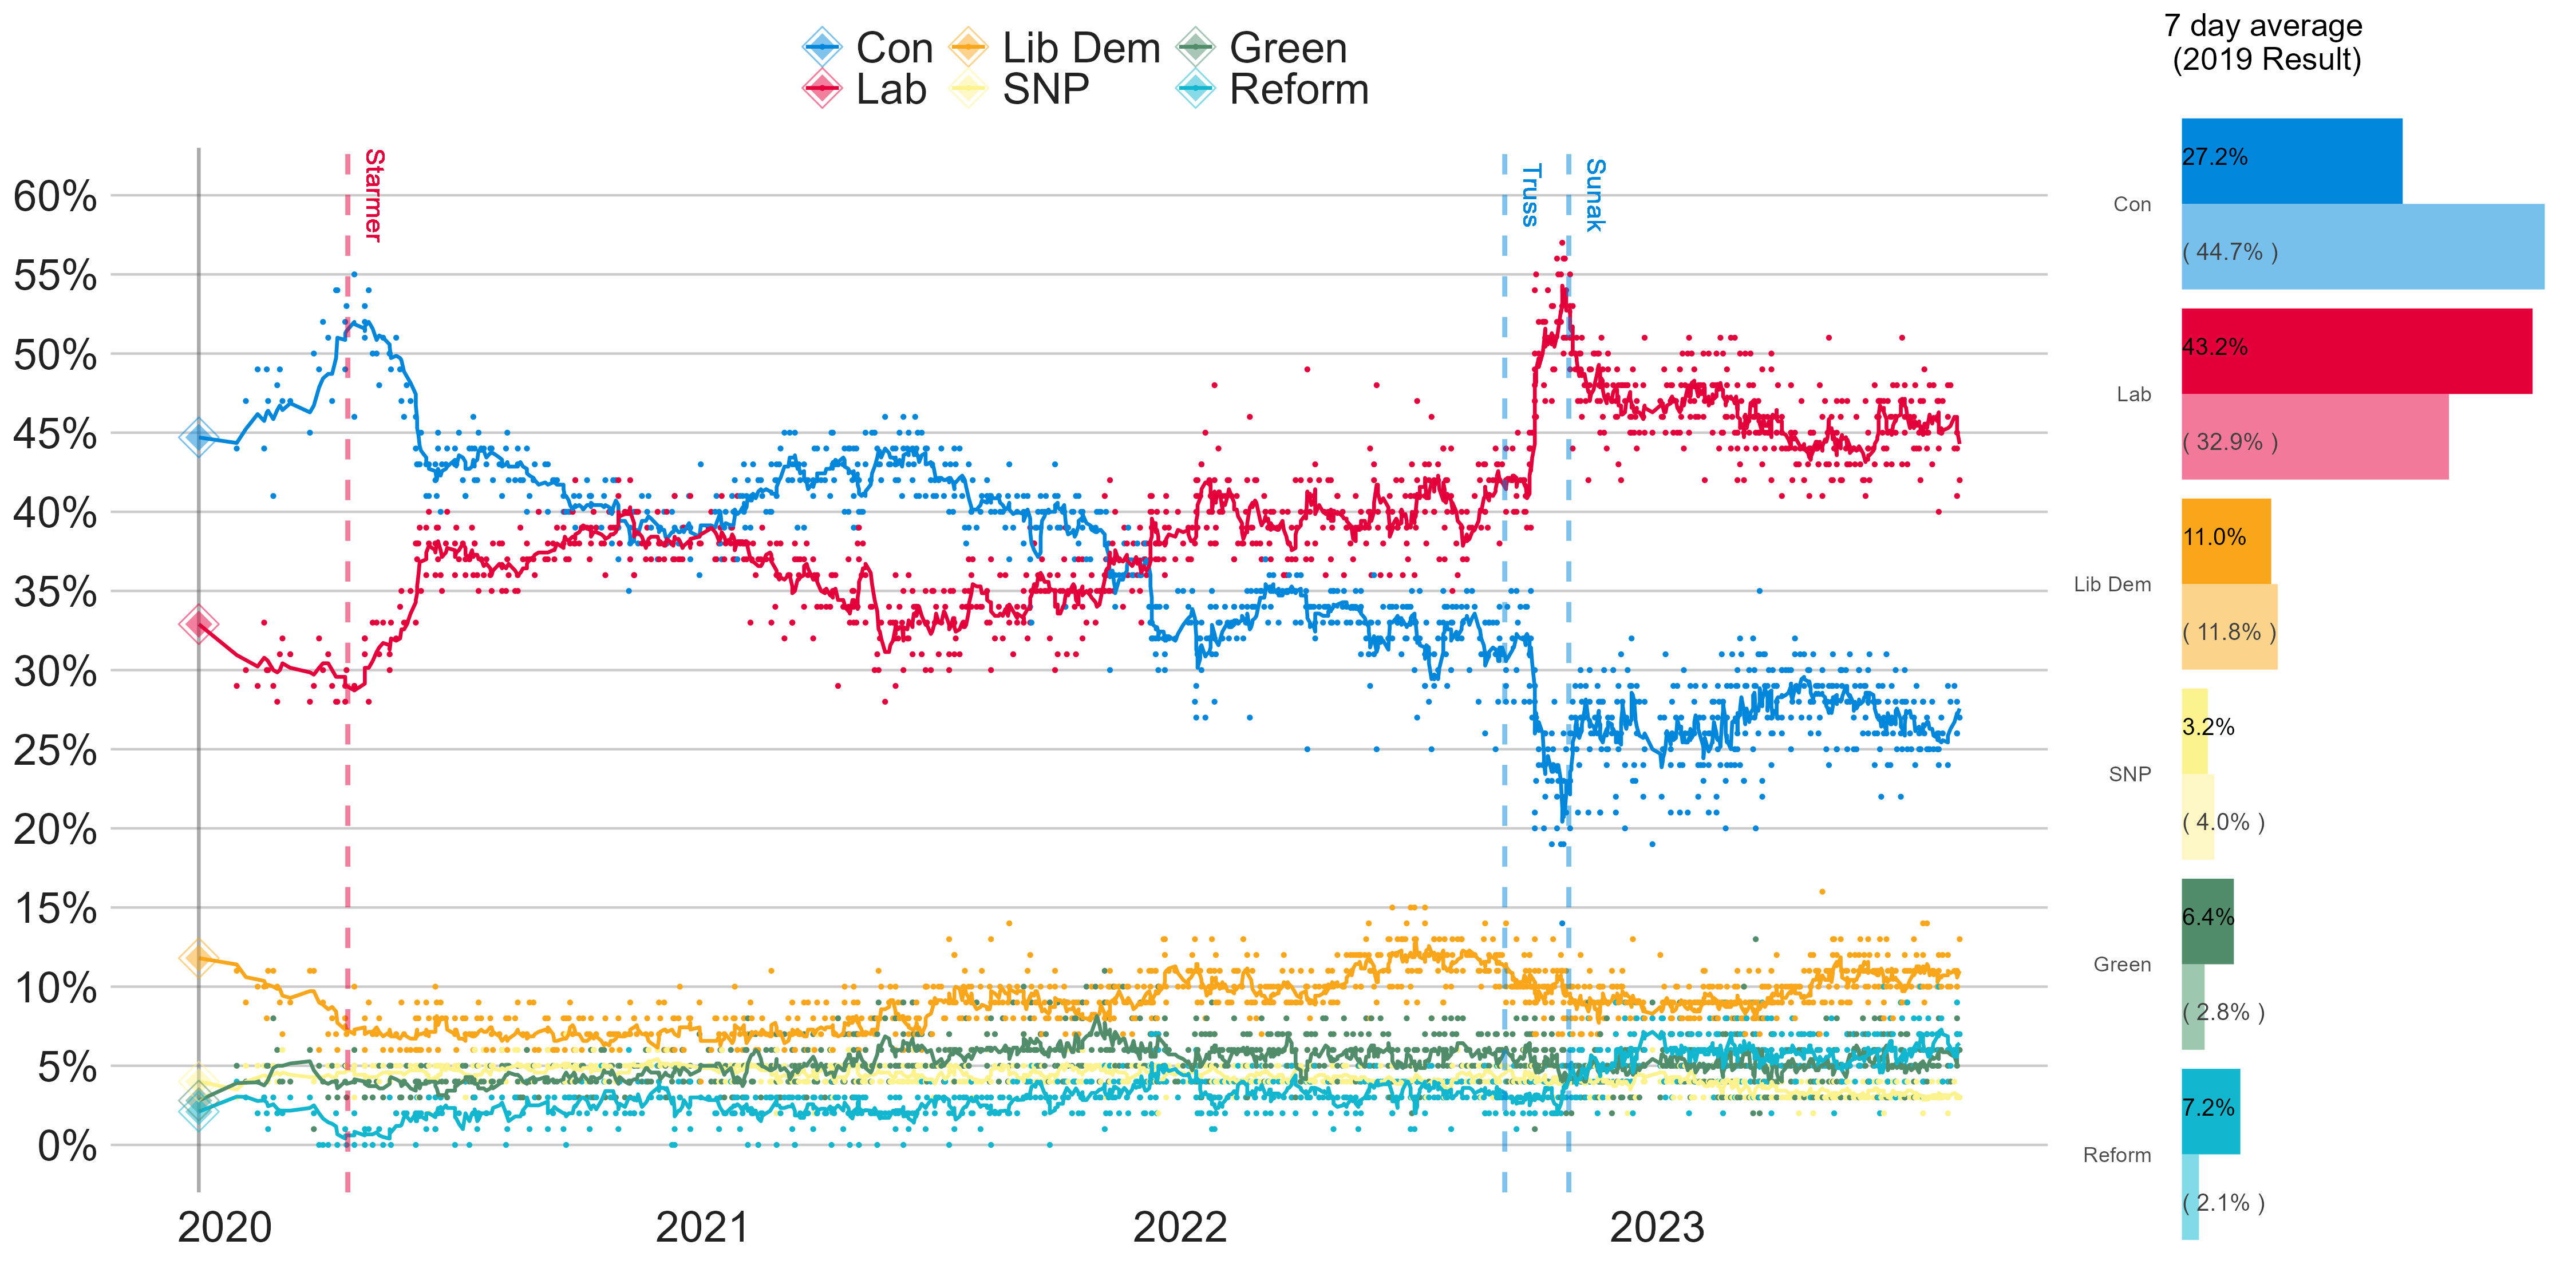 Con Lib Dem Green
Lab SNP Reform
7 day average
(2019 Result)
Starmer
Truss
Sunak
60%
55%
50%
45%
40%
35%
30%
25%
20%
15%
10%
5%
0%
2020 2021 2022 2023
Con
27.2%
( 44.7% )
Lab
43.2%
( 32.9% )
Lib Dem
11.0%
( 11.8% )
SNP
3.2%
( 4.0% )
Green
6.4%
( 2.8% )
Reform
7.2%
( 2.1% )